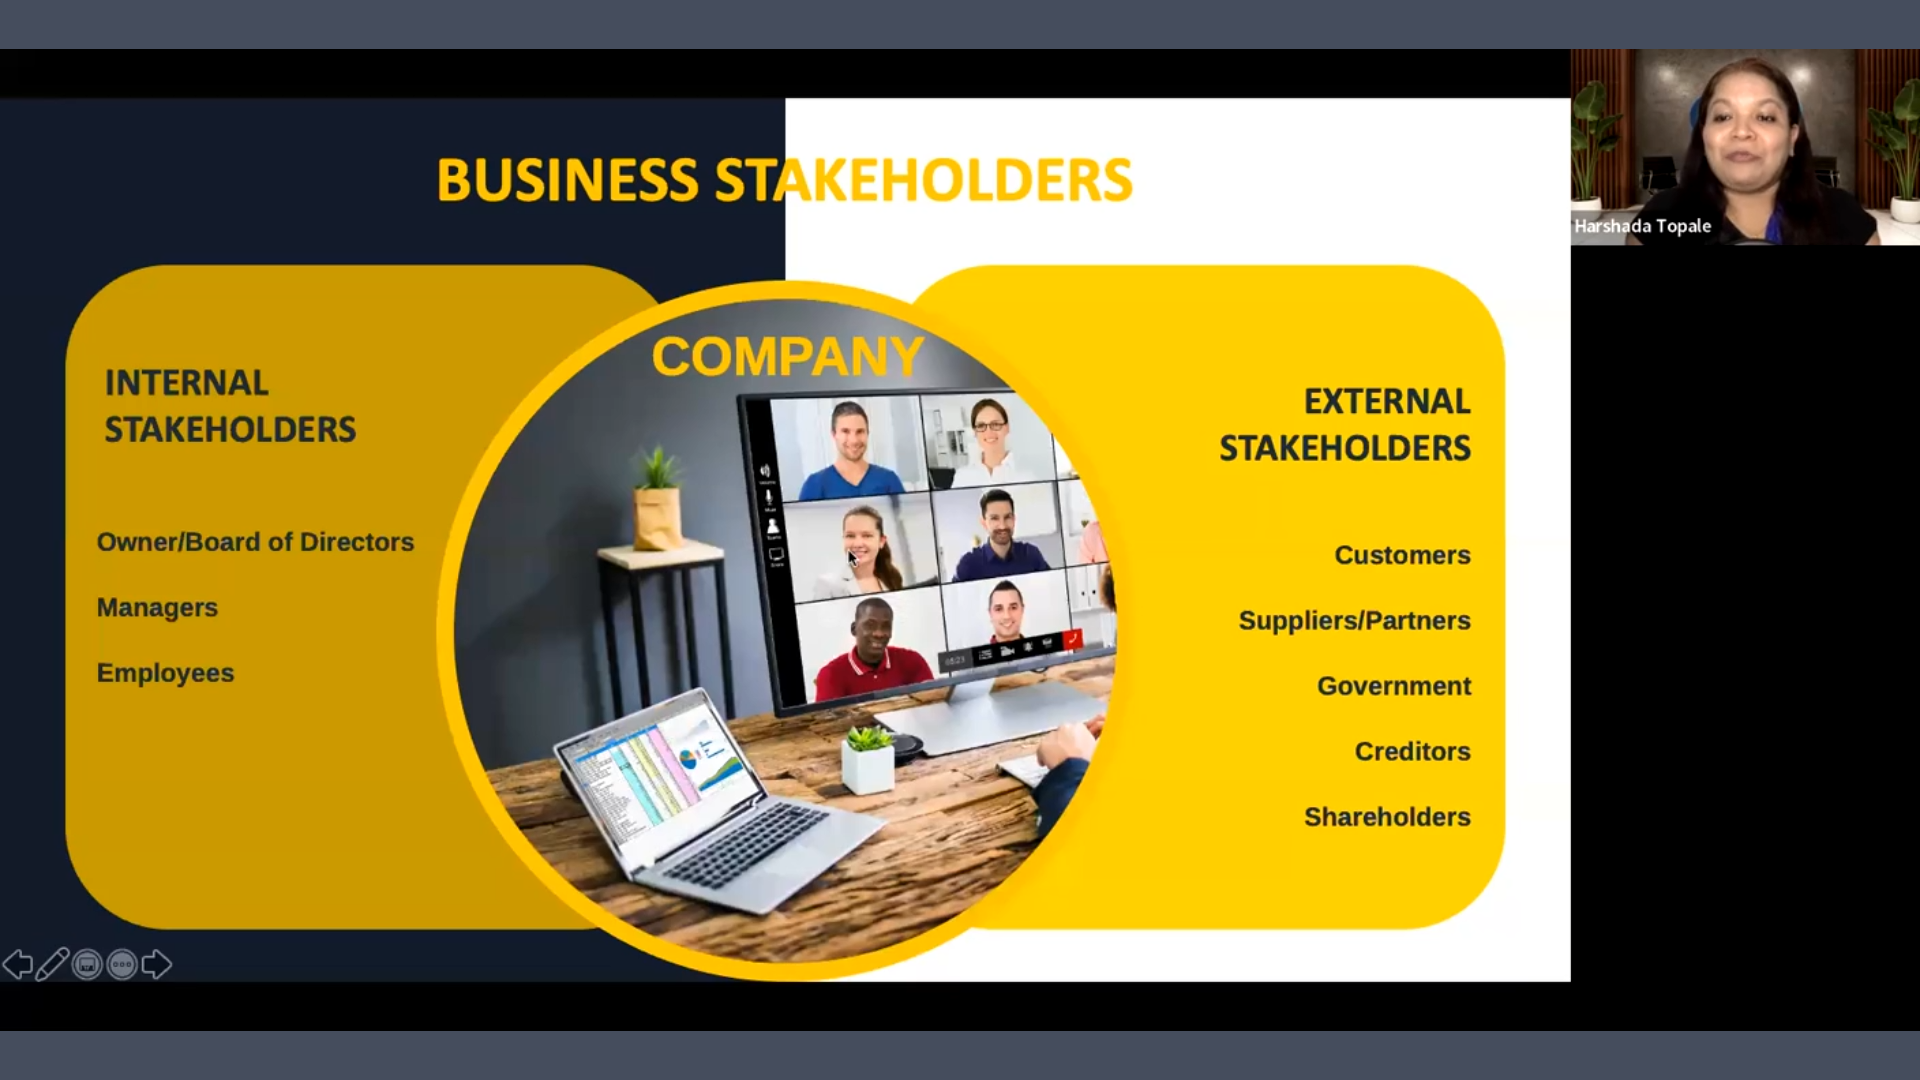 BUSINESS STAKEHOLDERS
COMPANY
INTERNAL
STAKEHOLDERS
Owner/Board of Directors
Managers
Employees
EXTERNAL
STAKEHOLDERS
Customers
Suppliers/Partners
Government
Creditors
Shareholders
Harshada Topale